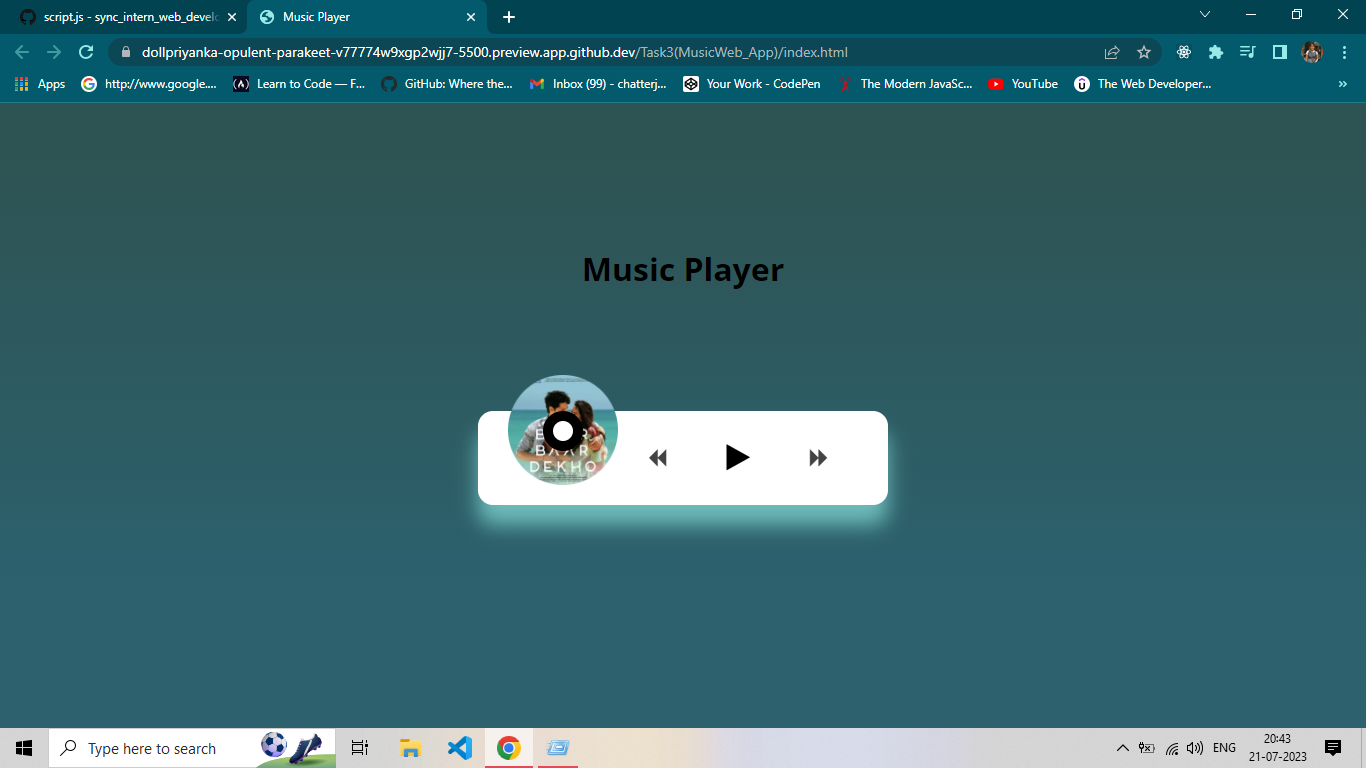 script.js - sync_intern_web_devel
Music Player
dollpriyanka-opulent-parakeet-v77774w9xgp2wjj7-5500.preview.app.github.dev/Task3(MusicWeb_App)/index.html
Apps
http://www.google....
Learn to Code — F...
GitHub: Where the...
Inbox (99) - chatterj...
Your Work - CodePen
The Modern JavaSc...
YouTube
The Web Developer...
»
Music Player
BAAR
DEKHO
Type here to search
ENG
20:43
21-07-2023